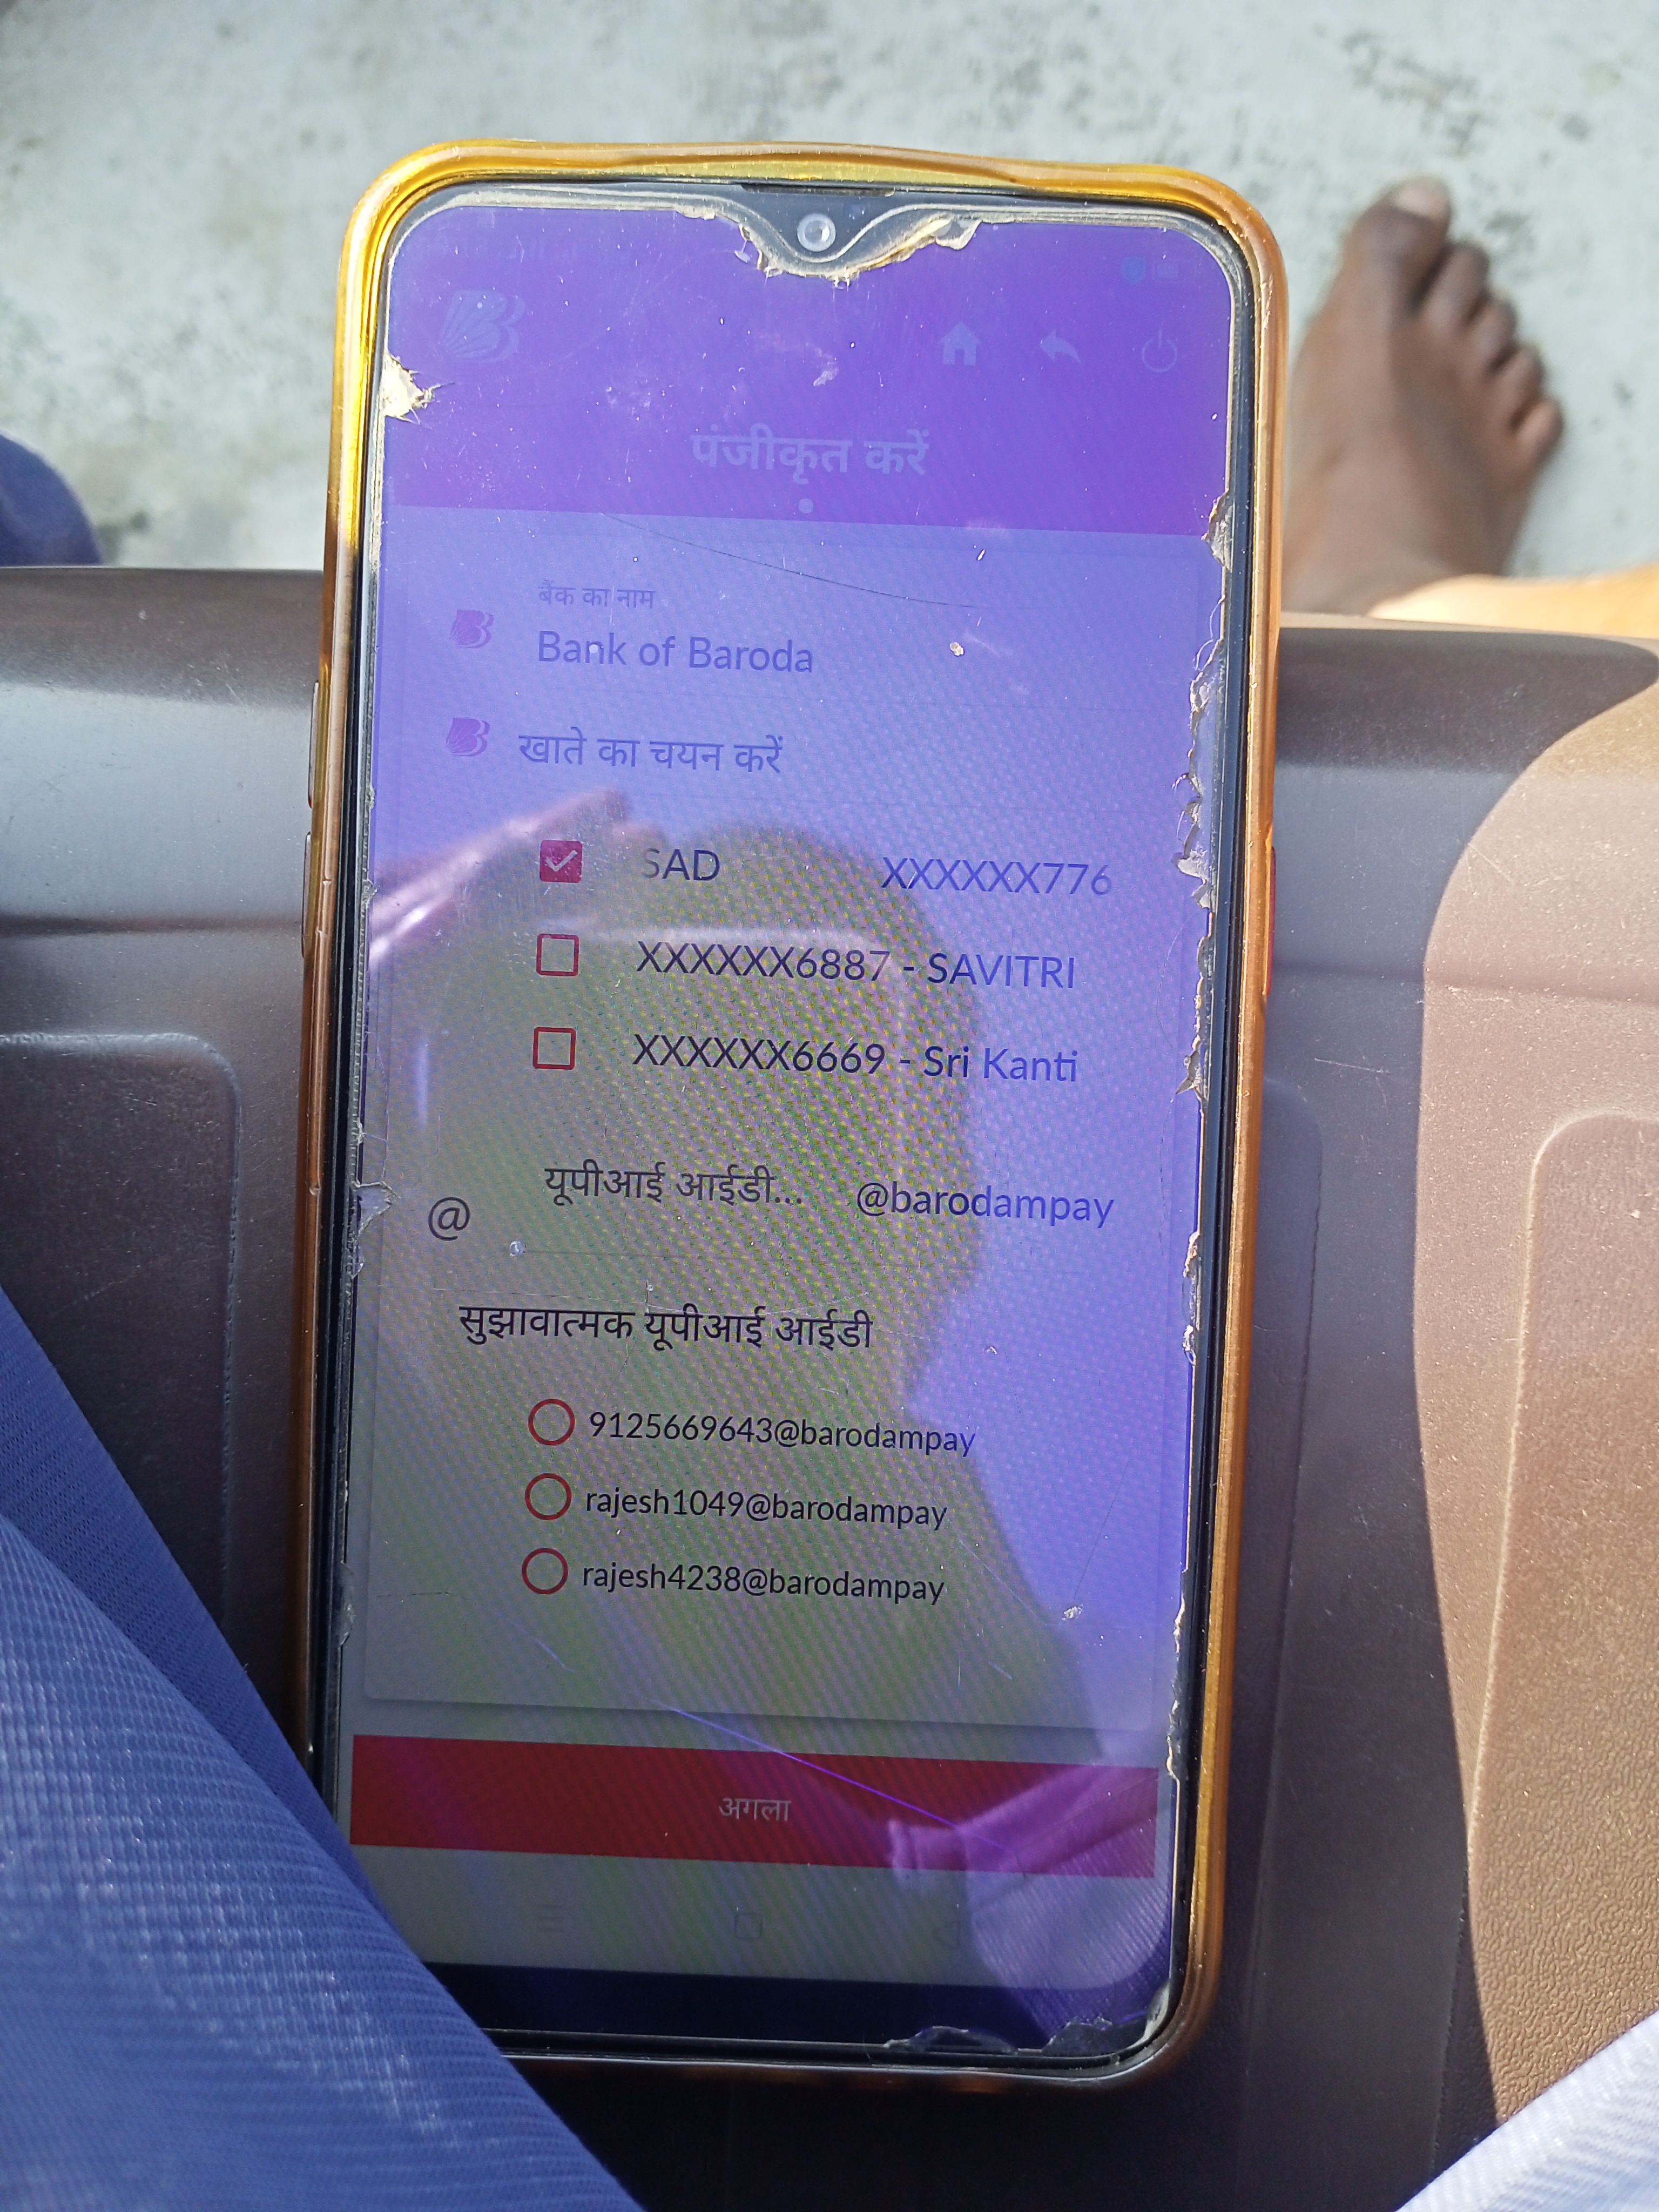 पंजीकृत करें
बैंक का नाम
Bank of Baroda
खाते का चयन करें
SAD XXXXXX776
XXXXXX6887 - SAVITRI
XXXXXX6669 - Sri Kanti
@ यूपीआई आईडी... @barodampay
सुझावात्मक यूपीआई आईडी
9125669643@barodampay
rajesh1049@barodampay
rajesh4238@barodampay
अगला